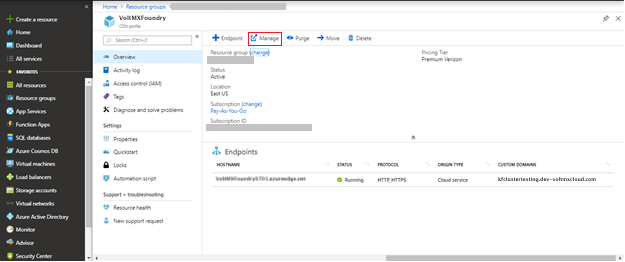 Home > Resource groups >
VoltMXFoundry
CDN profile
Create a resource
Home
Dashboard
All services
FAVORITES
All resources
Resource groups
App Services
Function Apps
SQL databases
Azure Cosmos DB
Virtual machines
Load balancers
Storage accounts
Virtual networks
Azure Active Directory
Monitor
Advisor
Security Center
Search (Ctrl+/)
Overview
Activity log
Access control (IAM)
Tags
Diagnose and solve problems
Settings
Properties
Quickstart
Locks
Automation script
Support + troubleshooting
Resource health
New support request
Endpoint Manage Purge Move Delete
Resource group (change)
Pricing Tier
Premium Verizon
Status
Active
Location
East US
Subscription (change)
Pay-As-You-Go
Subscription ID
Endpoints
HOSTNAME STATUS PROTOCOL ORIGIN TYPE CUSTOM DOMAINS
Running HTTP, HTTPS Cloud service kfclustertesting.dev-voltmxcloud.com